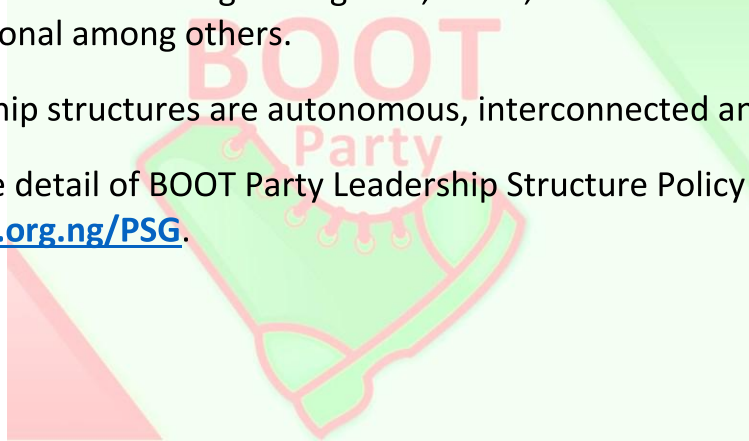 onal among others.
BOOT
hip structures are autonomous, interconnected an
Party
e detail of BOOT Party Leadership Structure Policy
.org.ng/PSG.